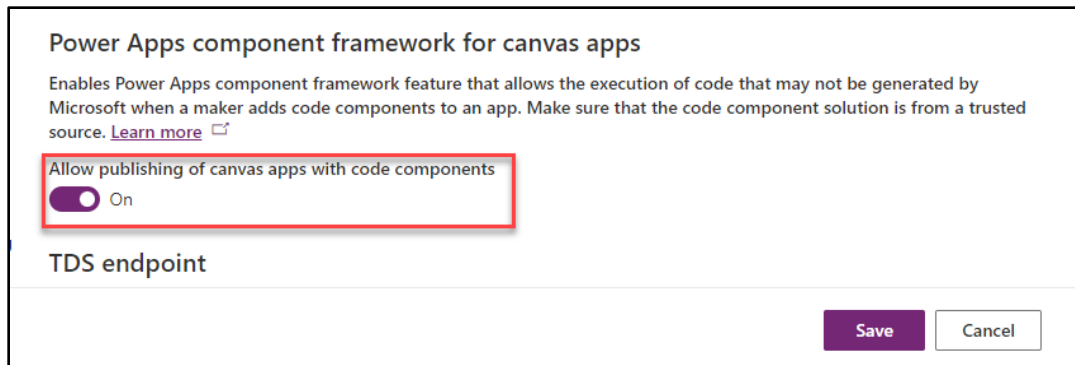 Power Apps component framework for canvas apps
Enables Power Apps component framework feature that allows the execution of code that may not be generated by
Microsoft when a maker adds code components to an app. Make sure that the code component solution is from a trusted
source. Learn more
Allow publishing of canvas apps with code components
On
TDS endpoint
Save Cancel